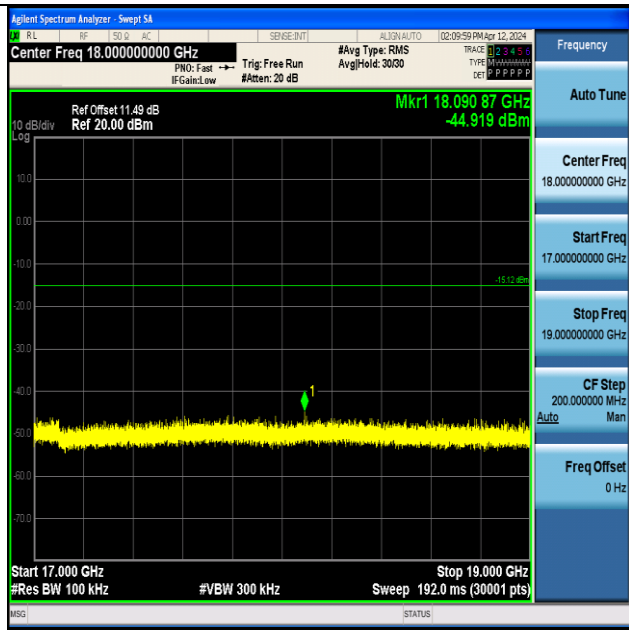 Agilent Spectrum Analyzer - Swept SA
RL RF 50 Ω AC SENSE:INT ALIGN AUTO 02:09:59 PM Apr 12, 2024
Center Freq 18.000000000 GHz
#Avg Type: RMS
TRACE 1 2 3 4 5 6
PNO: Fast Trig: Free Run Avg|Hold: 30/30
TYPE M
IFGain:Low #Atten: 20 dB
DET P P P P P P
Frequency
Mkr1 18.090 87 GHz
-44.919 dBm
Ref Offset 11.49 dB
10 dB/div Ref 20.00 dBm
Log
10.0
0.00
-10.0
-15.12 dBm
-20.0
-30.0
-40.0
1
-50.0
-60.0
-70.0
Start 17.000 GHz Stop 19.000 GHz
#Res BW 100 kHz #VBW 300 kHz Sweep 192.0 ms (30001 pts)
Auto Tune
Center Freq
18.000000000 GHz
Start Freq
17.000000000 GHz
Stop Freq
19.000000000 GHz
CF Step
200.000000 MHz
Auto Man
Freq Offset
0 Hz
MSG STATUS